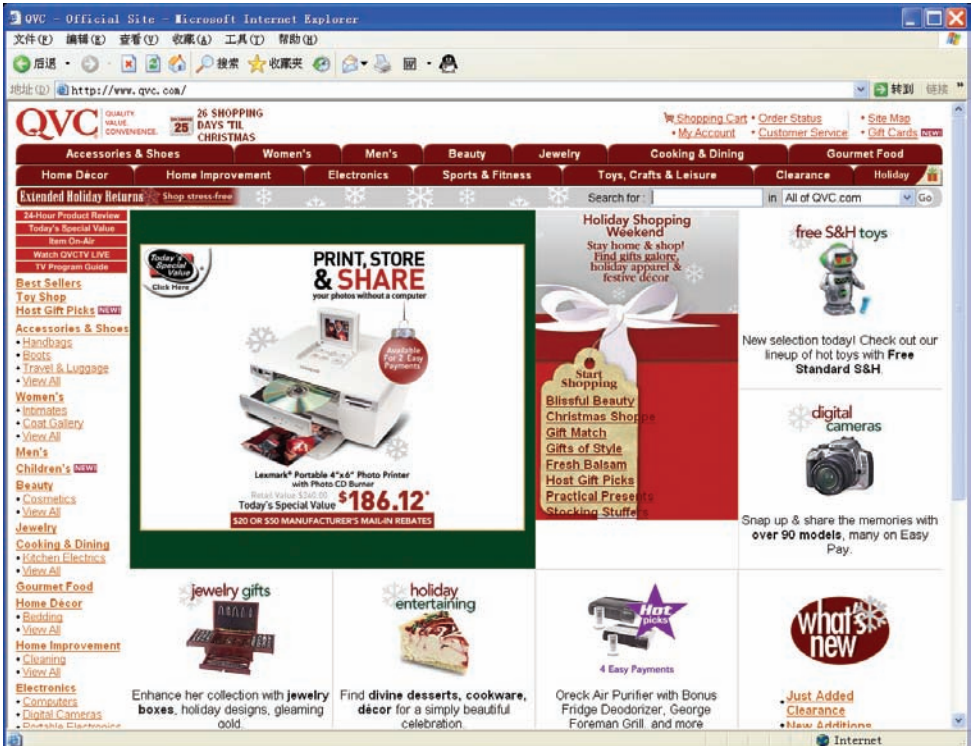 QVC - Official Site - Microsoft Internet Explorer
文件(F) 编辑(E) 查看(V) 收藏(A) 工具(T) 帮助(H)
后退 搜索 收藏夹
地址(D) http://www.qvc.com/ 转到 链接 »
QVC QUALITY. VALUE. CONVENIENCE.
DECEMBER 25 26 SHOPPING DAYS 'TIL CHRISTMAS
Shopping Cart • Order Status • Site Map
• My Account • Customer Service • Gift Cards NEW!
Accessories & Shoes Women's Men's Beauty Jewelry Cooking & Dining Gourmet Food
Home Décor Home Improvement Electronics Sports & Fitness Toys, Crafts & Leisure Clearance Holiday
Extended Holiday Returns Shop stress-free Search for : in All of QVC.com Go
24-Hour Product Review
Today's Special Value
Item On-Air
Watch QVCTV LIVE
TV Program Guide
Best Sellers
Toy Shop
Host Gift Picks NEW!
Accessories & Shoes
• Handbags
• Boots
• Travel & Luggage
• View All
Women's
• Intimates
• Coat Gallery
• View All
Men's
Children's NEW!
Beauty
• Cosmetics
• View All
Jewelry
Cooking & Dining
• Kitchen Electrics
• View All
Gourmet Food
Home Décor
• Bedding
• View All
Home Improvement
• Cleaning
• View All
Electronics
• Computers
• Digital Cameras
• Portable Electronics
Today's Special Value
Click Here
PRINT, STORE
& SHARE
your photos without a computer
Available For 2 Easy Payments
Lexmark® Portable 4"x6" Photo Printer
with Photo CD Burner
Retail Value $240.00
Today's Special Value $186.12*
$20 OR $50 MANUFACTURER'S MAIL-IN REBATES
Holiday Shopping
Weekend
Stay home & shop!
Find gifts galore,
holiday apparel &
festive décor
Start
Shopping
Blissful Beauty
Christmas Shoppe
Gift Match
Gifts of Style
Fresh Balsam
Host Gift Picks
Practical Presents
Stocking Stuffers
free S&H toys
New selection today! Check out our
lineup of hot toys with Free
Standard S&H.
digital
cameras
Snap up & share the memories with
over 90 models, many on Easy
Pay.
jewelry gifts
Enhance her collection with jewelry
boxes, holiday designs, gleaming
gold.
holiday
entertaining
Find divine desserts, cookware,
décor for a simply beautiful
celebration.
Hot picks
4 Easy Payments
Oreck Air Purifier with Bonus
Fridge Deodorizer, George
Foreman Grill, and more
what's
new
• Just Added
Clearance
• New Additions
Internet